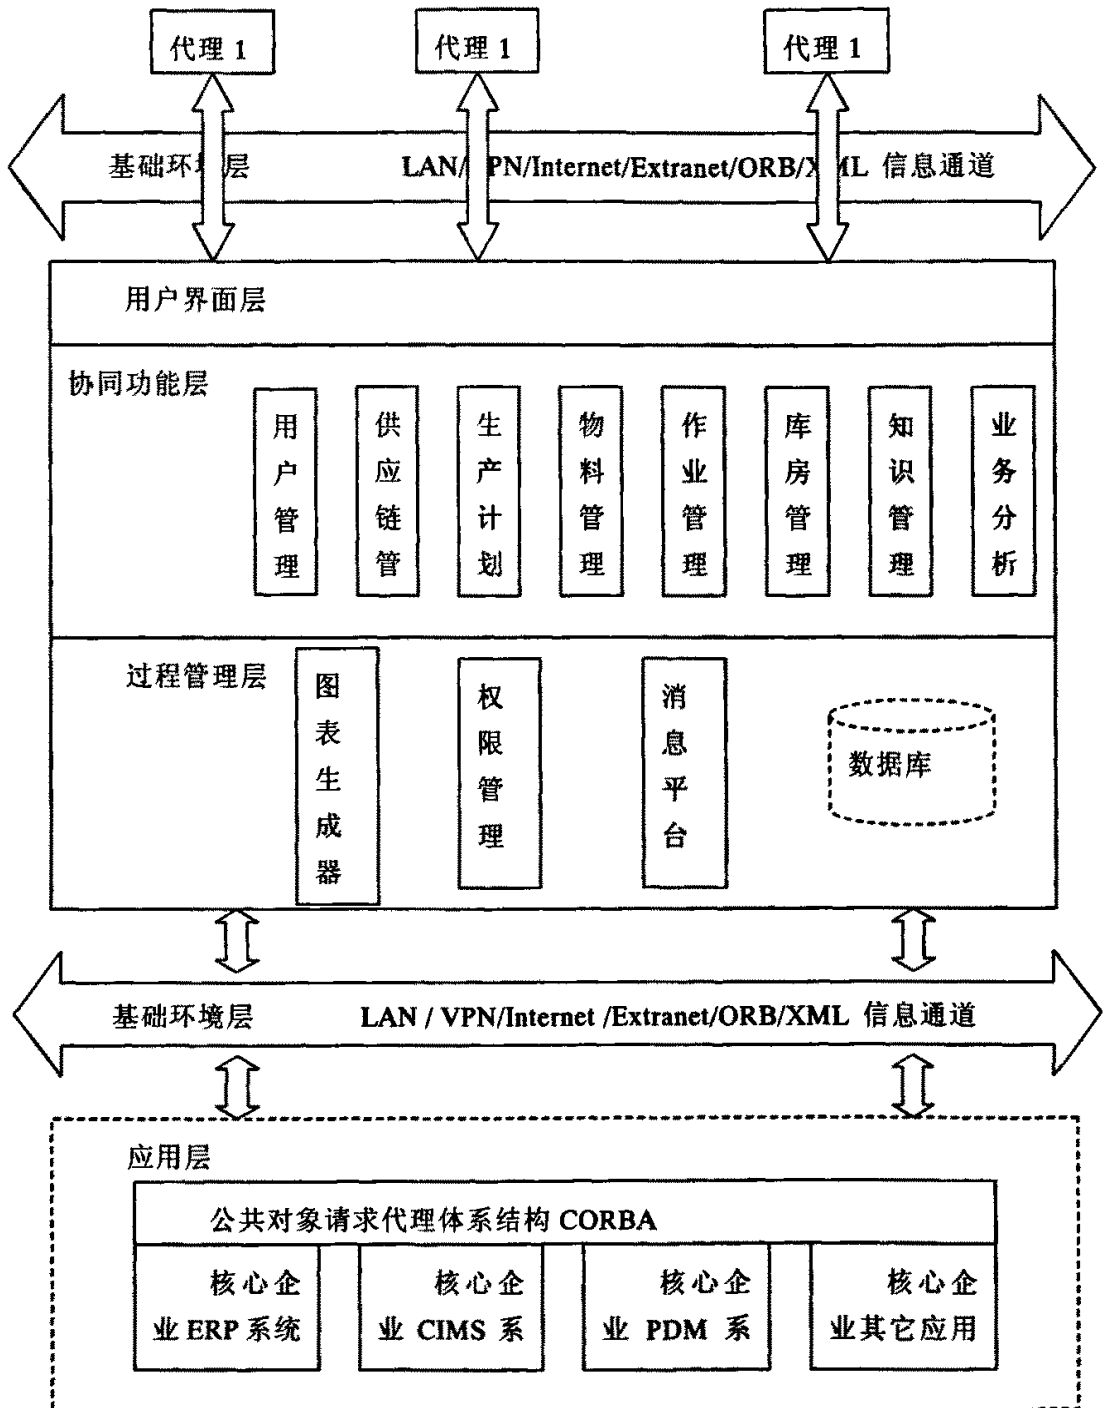 代理 1
代理 1
代理 1
基础环境层
LAN/VPN/Internet/Extranet/ORB/XML 信息通道
用户界面层
协同功能层
用户管理
供应链管
生产计划
物料管理
作业管理
库房管理
知识管理
业务分析
过程管理层
图表生成器
权限管理
消息平台
数据库
基础环境层
LAN / VPN/Internet /Extranet/ORB/XML 信息通道
应用层
公共对象请求代理体系结构 CORBA
核心企
业 ERP 系统
核心企
业 CIMS 系
核心企
业 PDM 系
核心企
业其它应用